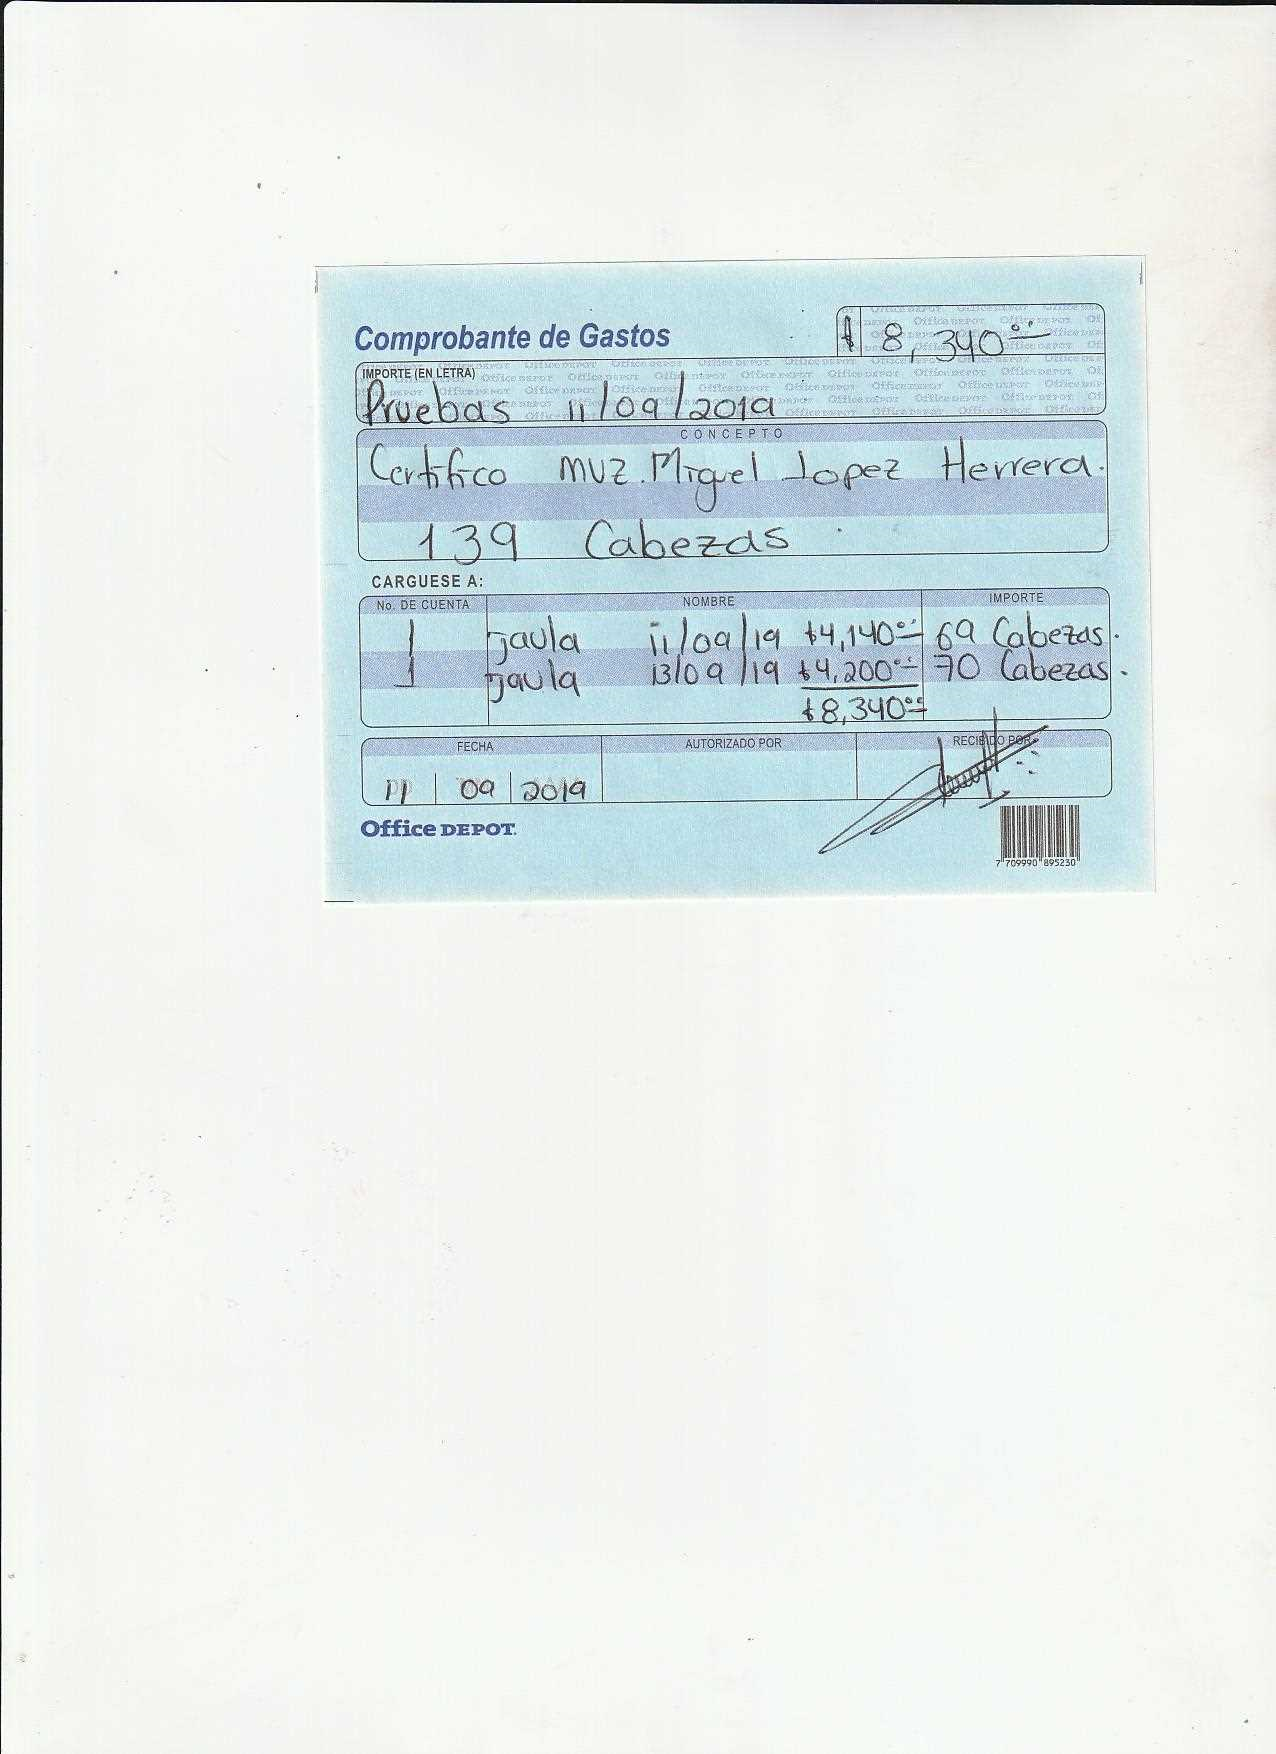 Comprobante de Gastos
$ 8,340.00
IMPORTE (EN LETRA)
Pruebas 11/09/2019
CONCEPTO
Certifico MVZ. Miguel Lopez Herrera.
139 Cabezas
CARGUESE A:
No. DE CUENTA NOMBRE IMPORTE
1 jaula 11/09/19 $4,140.00 69 Cabezas.
1 jaula 13/09/19 $4,200.00 70 Cabezas.
$8,340.00
FECHA AUTORIZADO POR RECIBIDO POR
11 09 2019
Office DEPOT
7 709990 895230